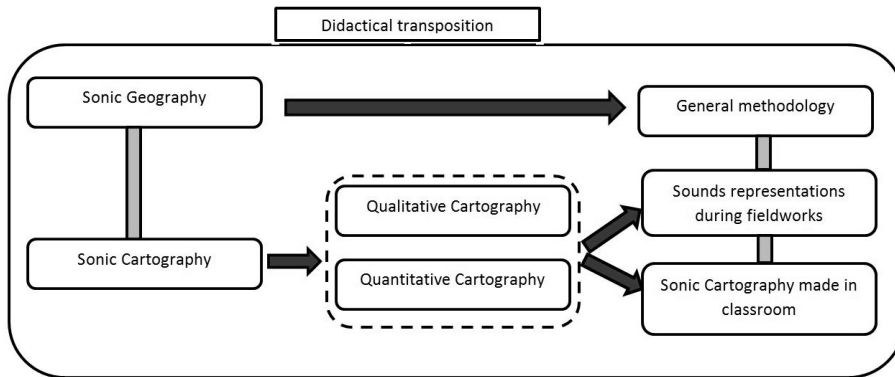 Didactical transposition
Sonic Geography
General methodology
Qualitative Cartography
Sounds representations
during fieldworks
Sonic Cartography
Quantitative Cartography
Sonic Cartography made in
classroom